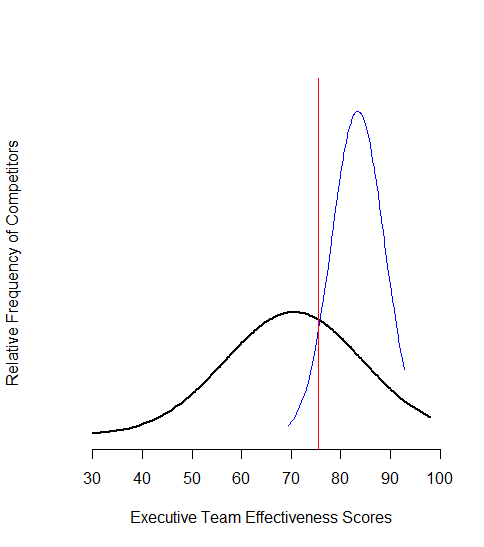 Relative Frequency of Competitors
30 40 50 60 70 80 90 100
Executive Team Effectiveness Scores